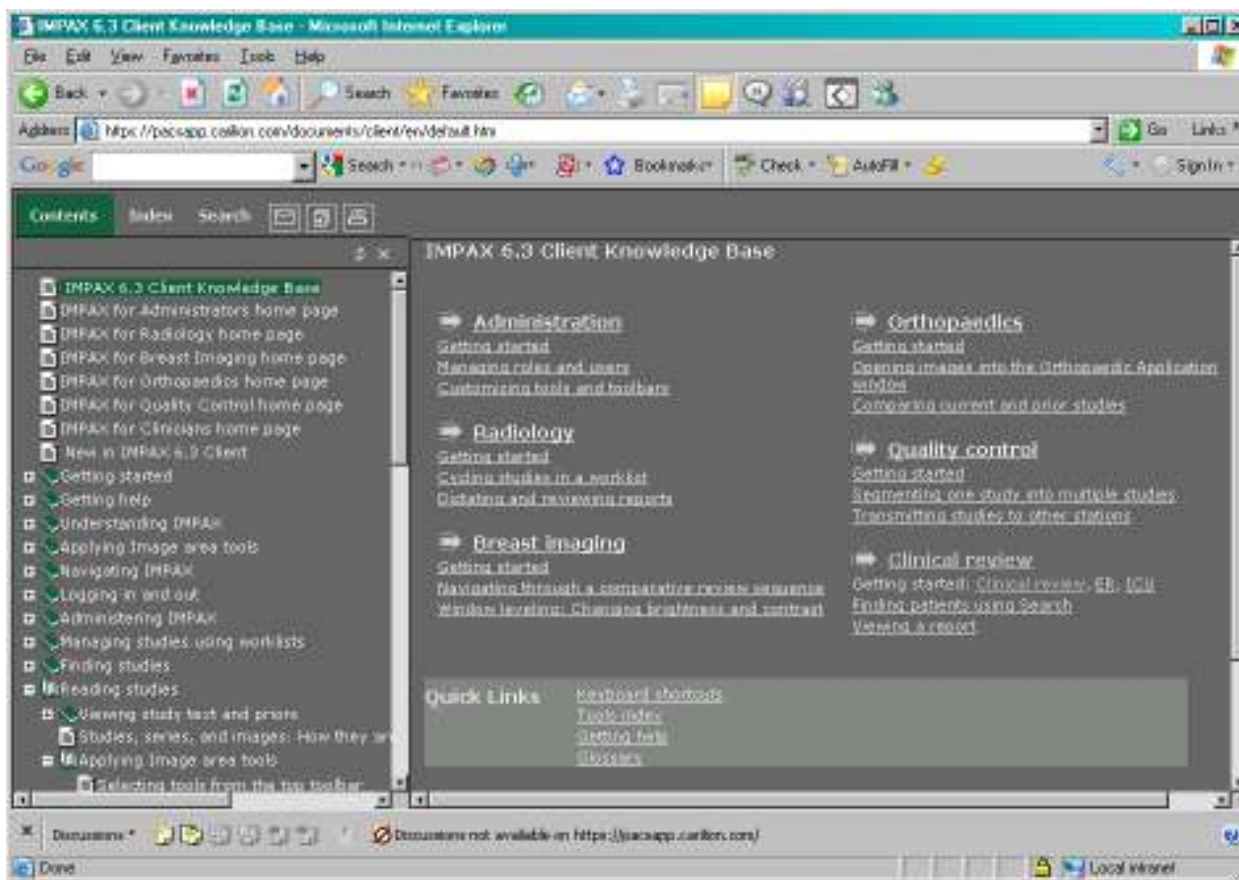 IMPAX 6.3 Client Knowledge Base - Microsoft Internet Explorer
File Edit View Favorites Tools Help
Back Search Favorites
Address https://pacsapp.carilion.com/documents/client/en/default.htm Go Links
Google Search Bookmarks Check AutoFill Sign In
Contents Index Search
IMPAX 6.3 Client Knowledge Base
IMPAX for Administrators home page
IMPAX for Radiology home page
IMPAX for Breast Imaging home page
IMPAX for Orthopaedics home page
IMPAX for Quality Control home page
IMPAX for Clinicians home page
New in IMPAX 6.3 Client
Getting started
Getting help
Understanding IMPAX
Applying Image area tools
Navigating IMPAX
Logging in and out
Administering IMPAX
Managing studies using worklists
Finding studies
Reading studies
Viewing study text and priors
Studies, series, and images: How they are
Applying Image area tools
Selecting tools from the top toolbar
IMPAX 6.3 Client Knowledge Base
Administration
Getting started
Managing roles and users
Customizing tools and toolbars
Radiology
Getting started
Cycling studies in a worklist
Dictating and reviewing reports
Breast imaging
Getting started
Navigating through a comparative review sequence
Window leveling: Changing brightness and contrast
Orthopaedics
Getting started
Opening images into the Orthopaedic Application
window
Comparing current and prior studies
Quality control
Getting started
Segmenting one study into multiple studies
Transmitting studies to other stations
Clinical review
Getting started: Clinical review, ER, ICU
Finding patients using Search
Viewing a report
Quick Links
Keyboard shortcuts
Tools index
Getting help
Glossary
Discussions Discussions not available on https://pacsapp.carilion.com/
Done Local intranet